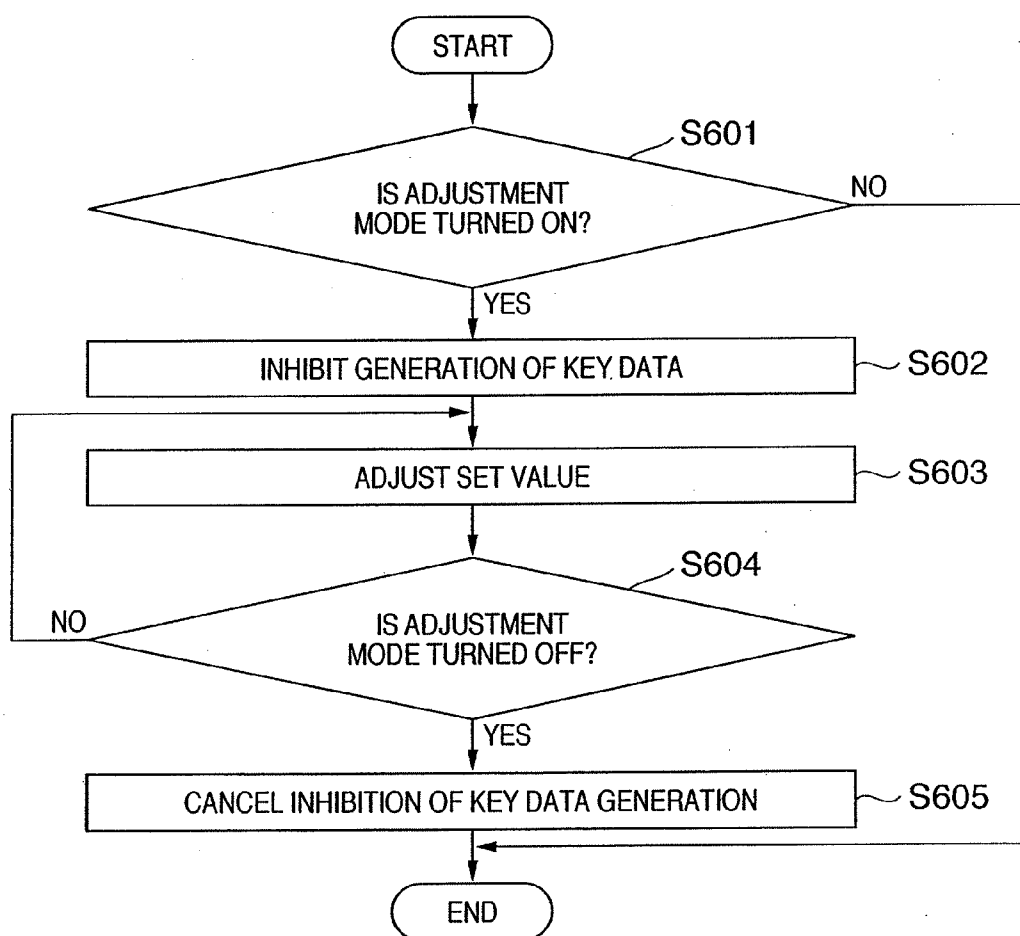 START
S601
IS ADJUSTMENT
MODE TURNED ON?
NO
YES
INHIBIT GENERATION OF KEY DATA
S602
ADJUST SET VALUE
S603
S604
IS ADJUSTMENT
MODE TURNED OFF?
NO
YES
CANCEL INHIBITION OF KEY DATA GENERATION
S605
END